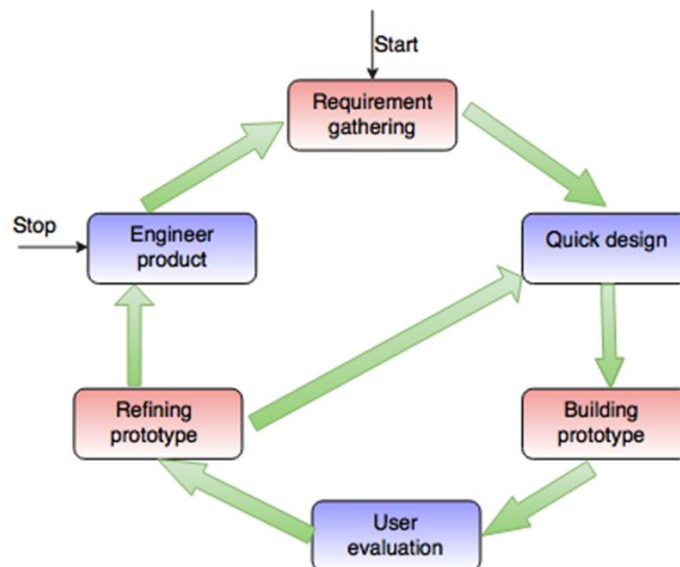 Start
Requirement
gathering
Stop
Engineer
product
Quick design
Refining
prototype
Building
prototype
User
evaluation